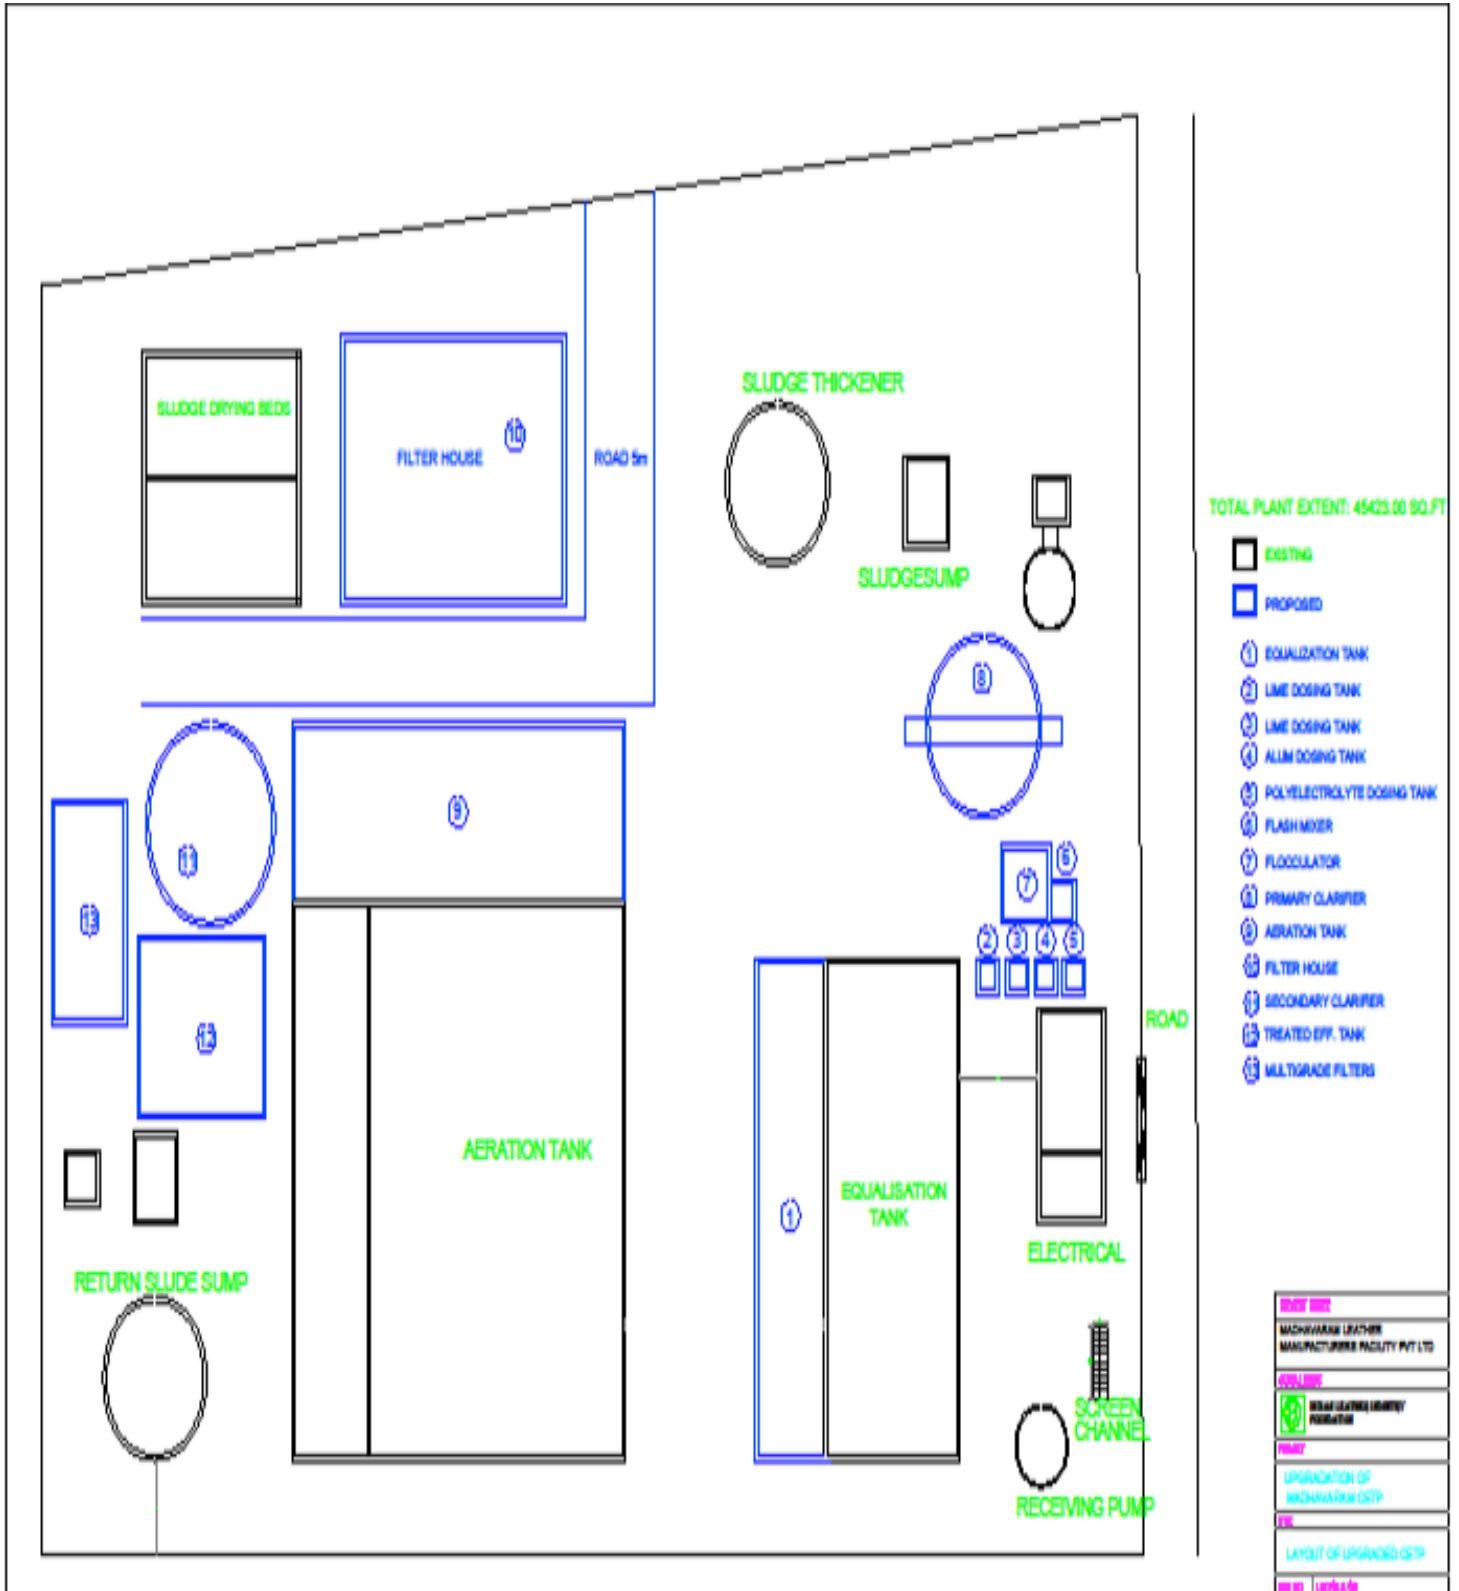 SLUDGE DRYING BEDS
FILTER HOUSE
10
ROAD 5m
SLUDGE THICKENER
SLUDGESUMP
8
11
9
13
12
7
6
2
3
4
5
ROAD
AERATION TANK
1
EQUALISATION
TANK
ELECTRICAL
RETURN SLUDE SUMP
SCREEN
CHANNEL
RECEIVING PUMP
TOTAL PLANT EXTENT: 45423.00 SQ.FT
EXISTING
PROPOSED
1 EQUALIZATION TANK
2 LIME DOSING TANK
3 LIME DOSING TANK
4 ALUM DOSING TANK
5 POLYELECTROLYTE DOSING TANK
6 FLASH MIXER
7 FLOCCULATOR
8 PRIMARY CLARIFIER
9 AERATION TANK
10 FILTER HOUSE
11 SECONDARY CLARIFIER
12 TREATED EFF. TANK
13 MULTIGRADE FILTERS
MADHAVARAM LEATHER
MANUFACTURERS FACILITY PVT LTD
UPGRADATION OF
MADHAVARAM CETP
LAYOUT OF UPGRADED CETP